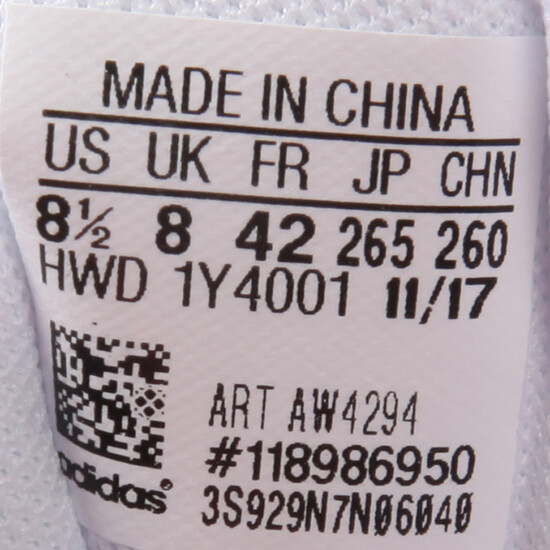 MADE IN CHINA
US UK FR JP CHN
8½ 8 42 265 260
HWD 1Y4001 11/17
ART AW4294
#118986950
adidas®
3S929N7N06040